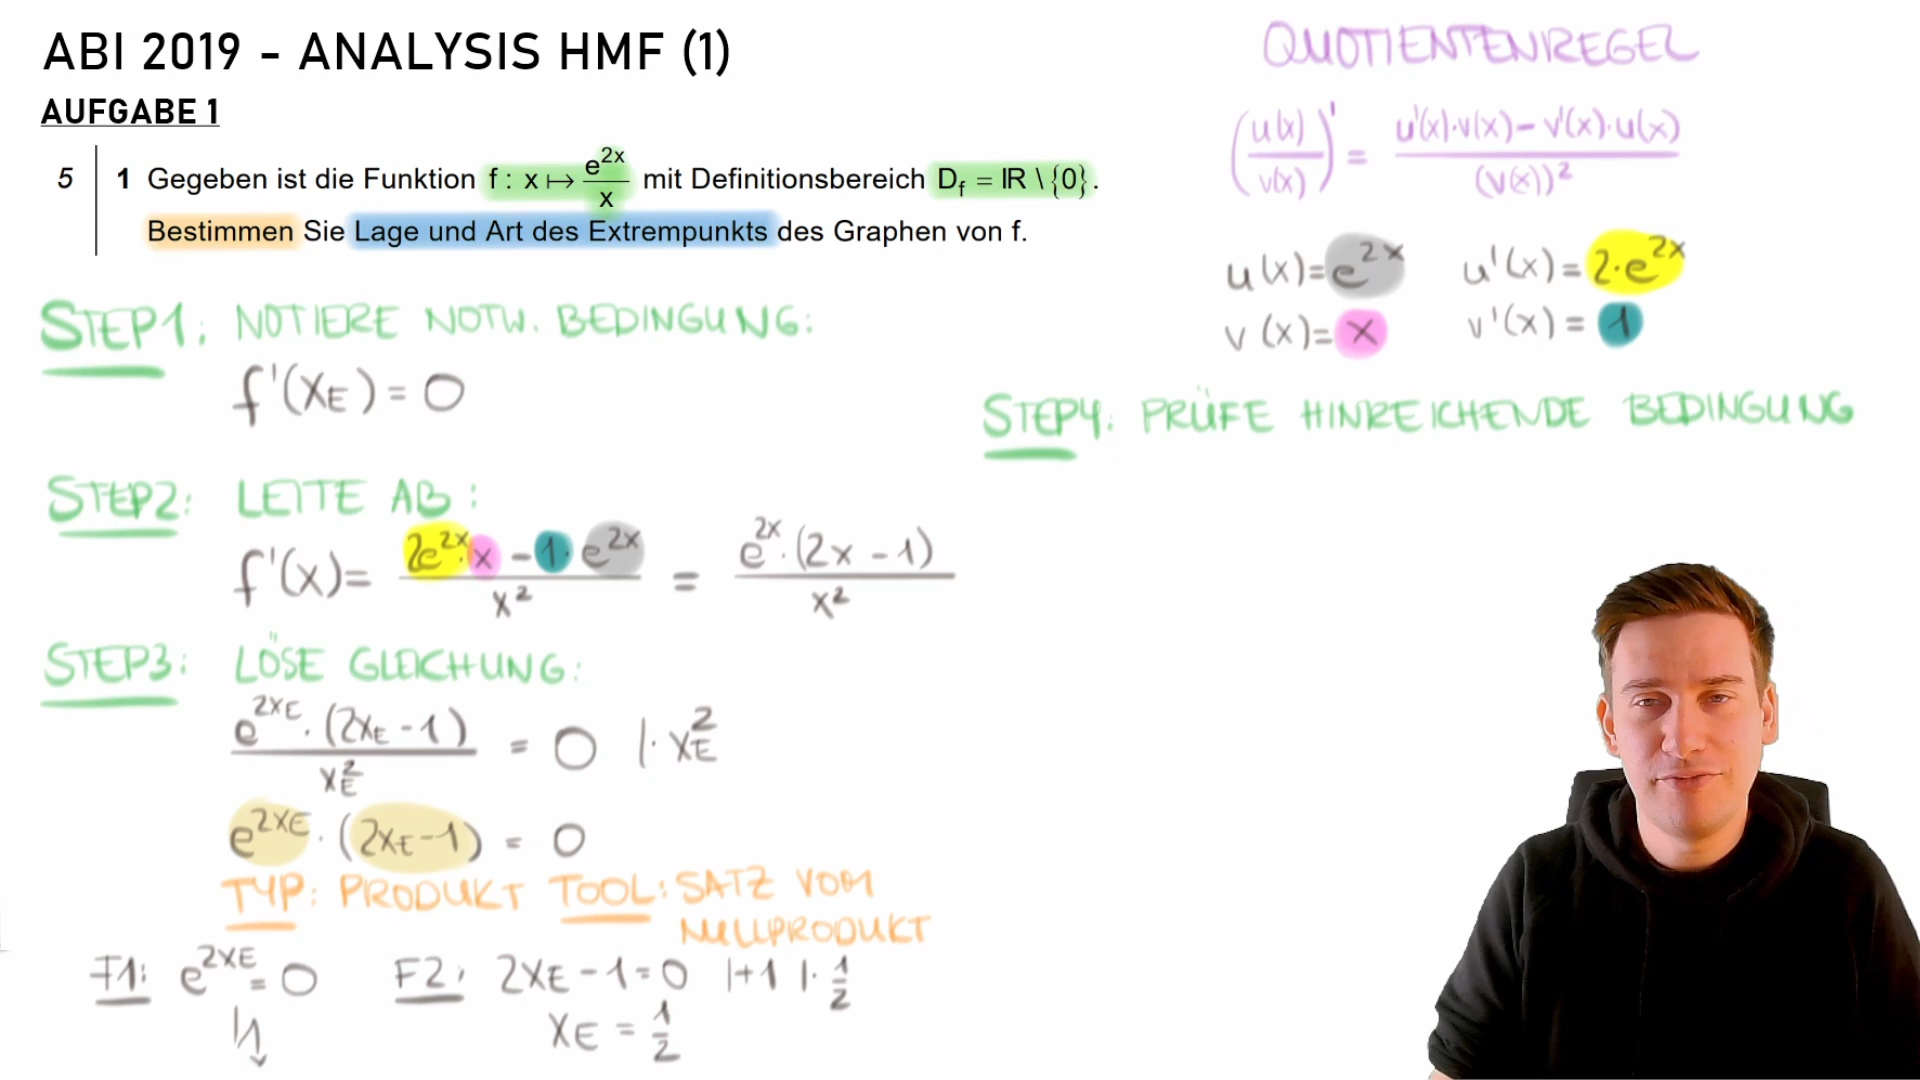 ABI 2019 - ANALYSIS HMF (1)
AUFGABE 1
5 1 Gegeben ist die Funktion f : x ↦ e^{2x}/x mit Definitionsbereich D_f = ℝ \ {0}.
Bestimmen Sie Lage und Art des Extrempunkts des Graphen von f.
STEP1: NOTIERE NOTW. BEDINGUNG:
f'(x_E) = 0
STEP2: LEITE AB:
f'(x) = (2e^{2x}·x - 1·e^{2x})/x² = (e^{2x}·(2x - 1))/x²
STEP3: LÖSE GLEICHUNG:
(e^{2x_E}·(2x_E - 1))/x_E² = 0 |· x_E²
e^{2x_E}·(2x_E - 1) = 0
TYP: PRODUKT TOOL: SATZ VOM
NULLPRODUKT
F1: e^{2x_E} = 0 F2: 2x_E - 1 = 0 |+1 |· 1/2
x_E = 1/2
QUOTIENTENREGEL
(u(x)/v(x))' = (u'(x)·v(x) - v'(x)·u(x))/(v(x))²
u(x) = e^{2x} u'(x) = 2·e^{2x}
v(x) = x v'(x) = 1
STEP4: PRÜFE HINREICHENDE BEDINGUNG